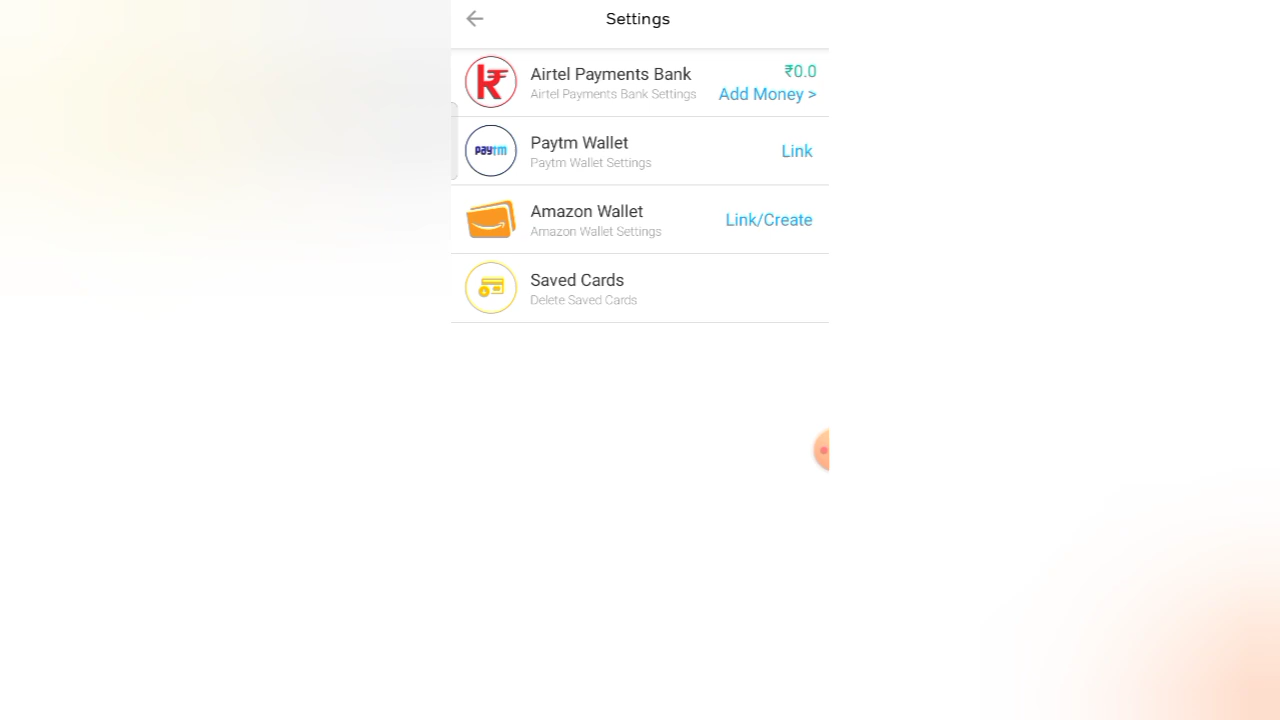 Settings
Airtel Payments Bank
₹0.0
Airtel Payments Bank Settings
Add Money >
paytm
Paytm Wallet
Paytm Wallet Settings
Link
Amazon Wallet
Amazon Wallet Settings
Link/Create
Saved Cards
Delete Saved Cards